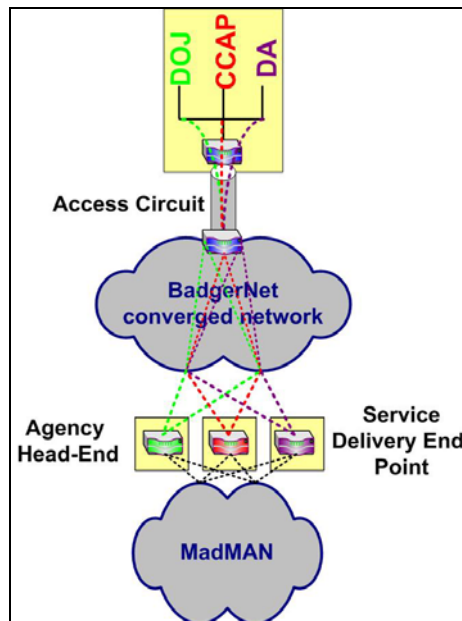 DOJ
CCAP
DA
Access Circuit
BadgerNet
converged network
Agency
Head-End
Service
Delivery End
Point
MadMAN